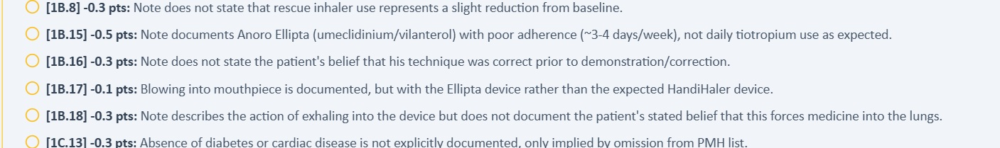 [1B.8] -0.3 pts: Note does not state that rescue inhaler use represents a slight reduction from baseline.
[1B.15] -0.5 pts: Note documents Anoro Ellipta (umeclidinium/vilanterol) with poor adherence (~3-4 days/week), not daily tiotropium use as expected.
[1B.16] -0.3 pts: Note does not state the patient's belief that his technique was correct prior to demonstration/correction.
[1B.17] -0.1 pts: Blowing into mouthpiece is documented, but with the Ellipta device rather than the expected HandiHaler device.
[1B.18] -0.3 pts: Note describes the action of exhaling into the device but does not document the patient's stated belief that this forces medicine into the lungs.
[1C.13] -0.3 pts: Absence of diabetes or cardiac disease is not explicitly documented, only implied by omission from PMH list.